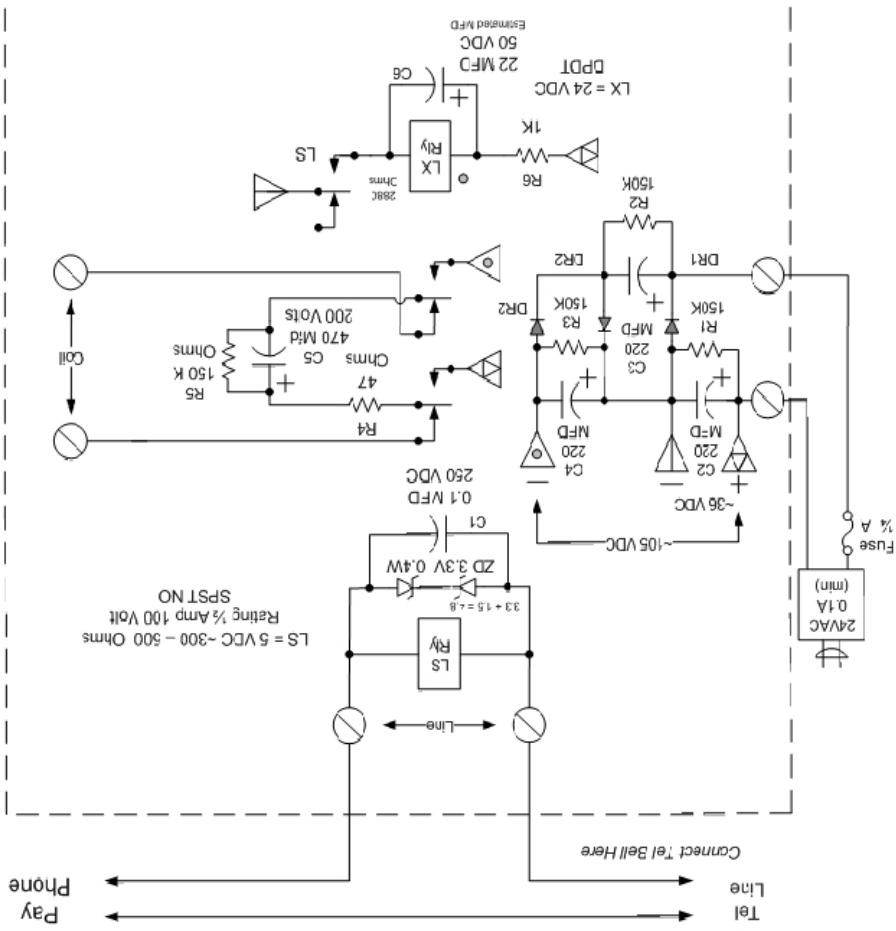 Tel
Line
Pay
Phone
Connect Tel Bell Here
Line
24VAC
0.1A
(min)
Fuse
¼ A
LS
Rly
3.3 + 1.5 = 4.8
ZD 3.3V 0.4W
C1
0.1 MFD
250 VDC
LS = 5 VDC ~300 – 500 Ohms
Rating ½ Amp 100 Volt
SPST NO
~105 VDC
~36 VDC
+
–
–
C2
220
MFD
+
C4
220
MFD
+
R1
150K
C3
220
MFD
+
R3
150K
DR2
DR1
DR2
R2
150K
R4
47
Ohms
+
C5
470 Mfd
200 Volts
R5
150 K
Ohms
Coil
R6
1K
LX
Rly
2880
Ohms
LS
+
C6
22 MFD
50 VDC
Estimated MFD
LX = 24 VDC
DPDT